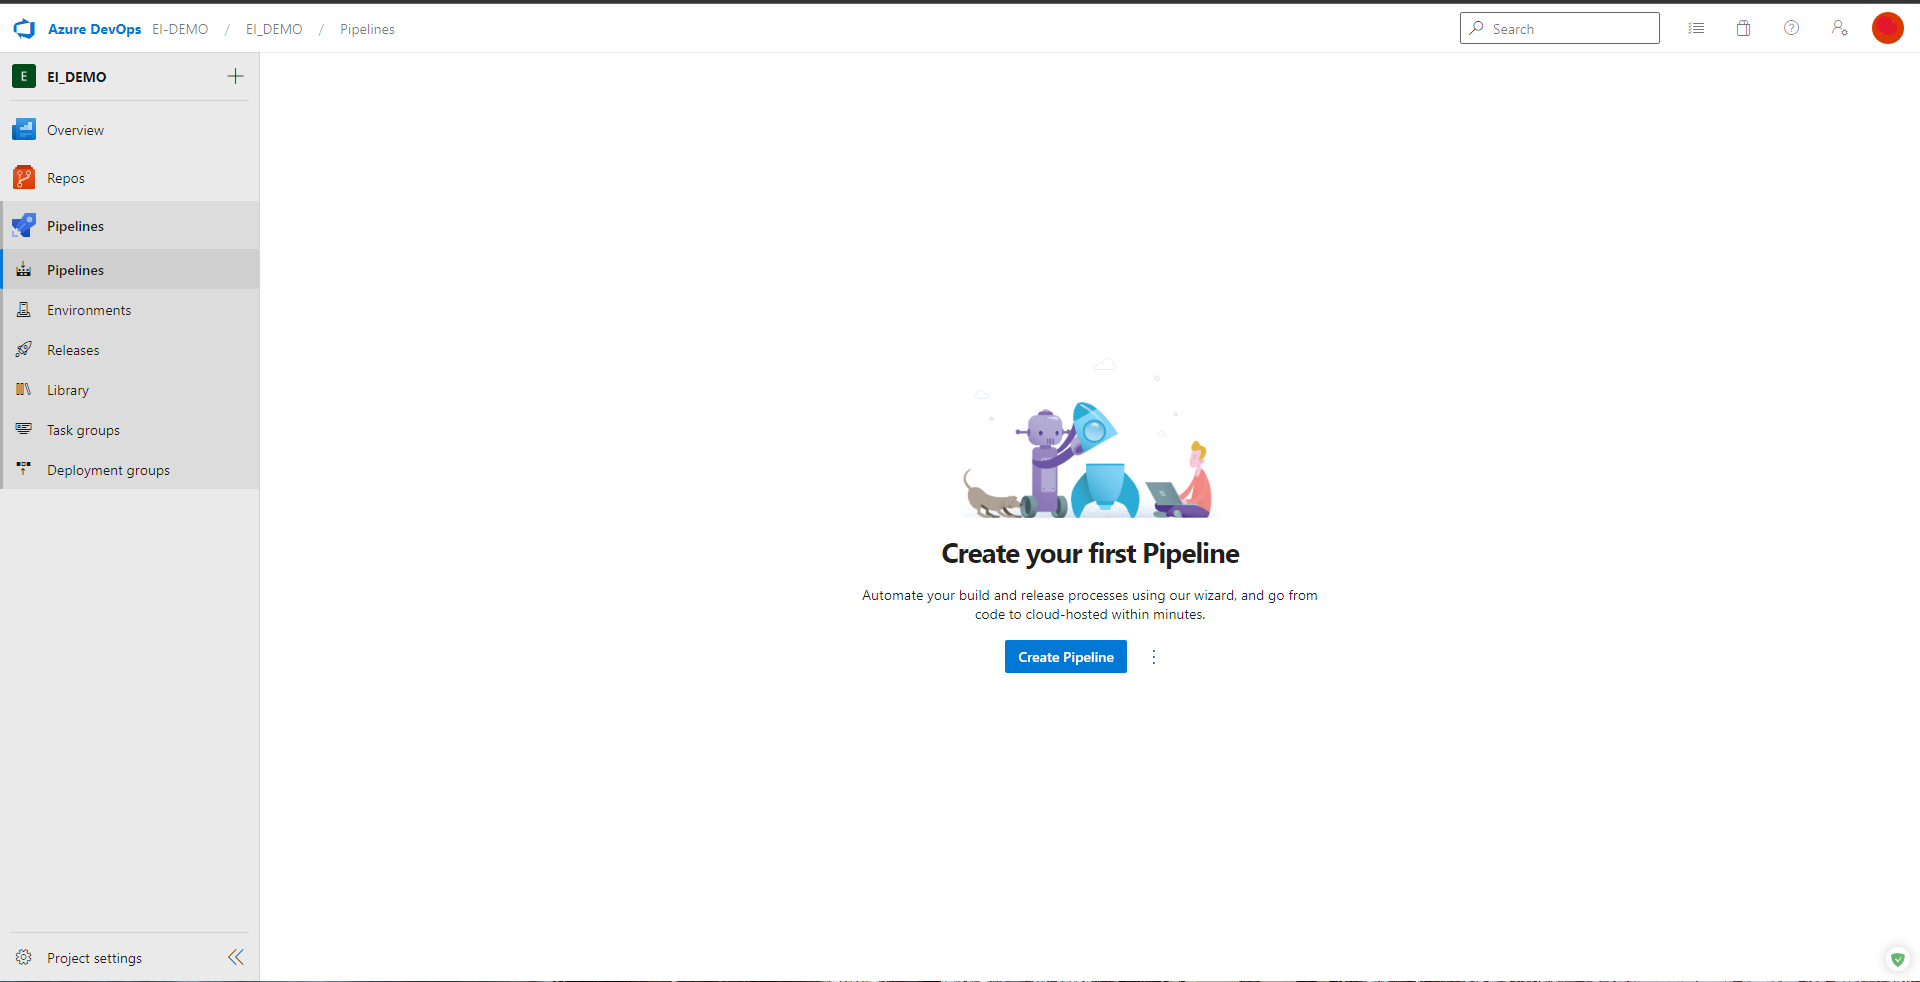 Azure DevOps EI-DEMO / EI_DEMO / Pipelines
Search
E EI_DEMO
Overview
Repos
Pipelines
Pipelines
Environments
Releases
Library
Task groups
Deployment groups
Create your first Pipeline
Automate your build and release processes using our wizard, and go from
code to cloud-hosted within minutes.
Create Pipeline
Project settings